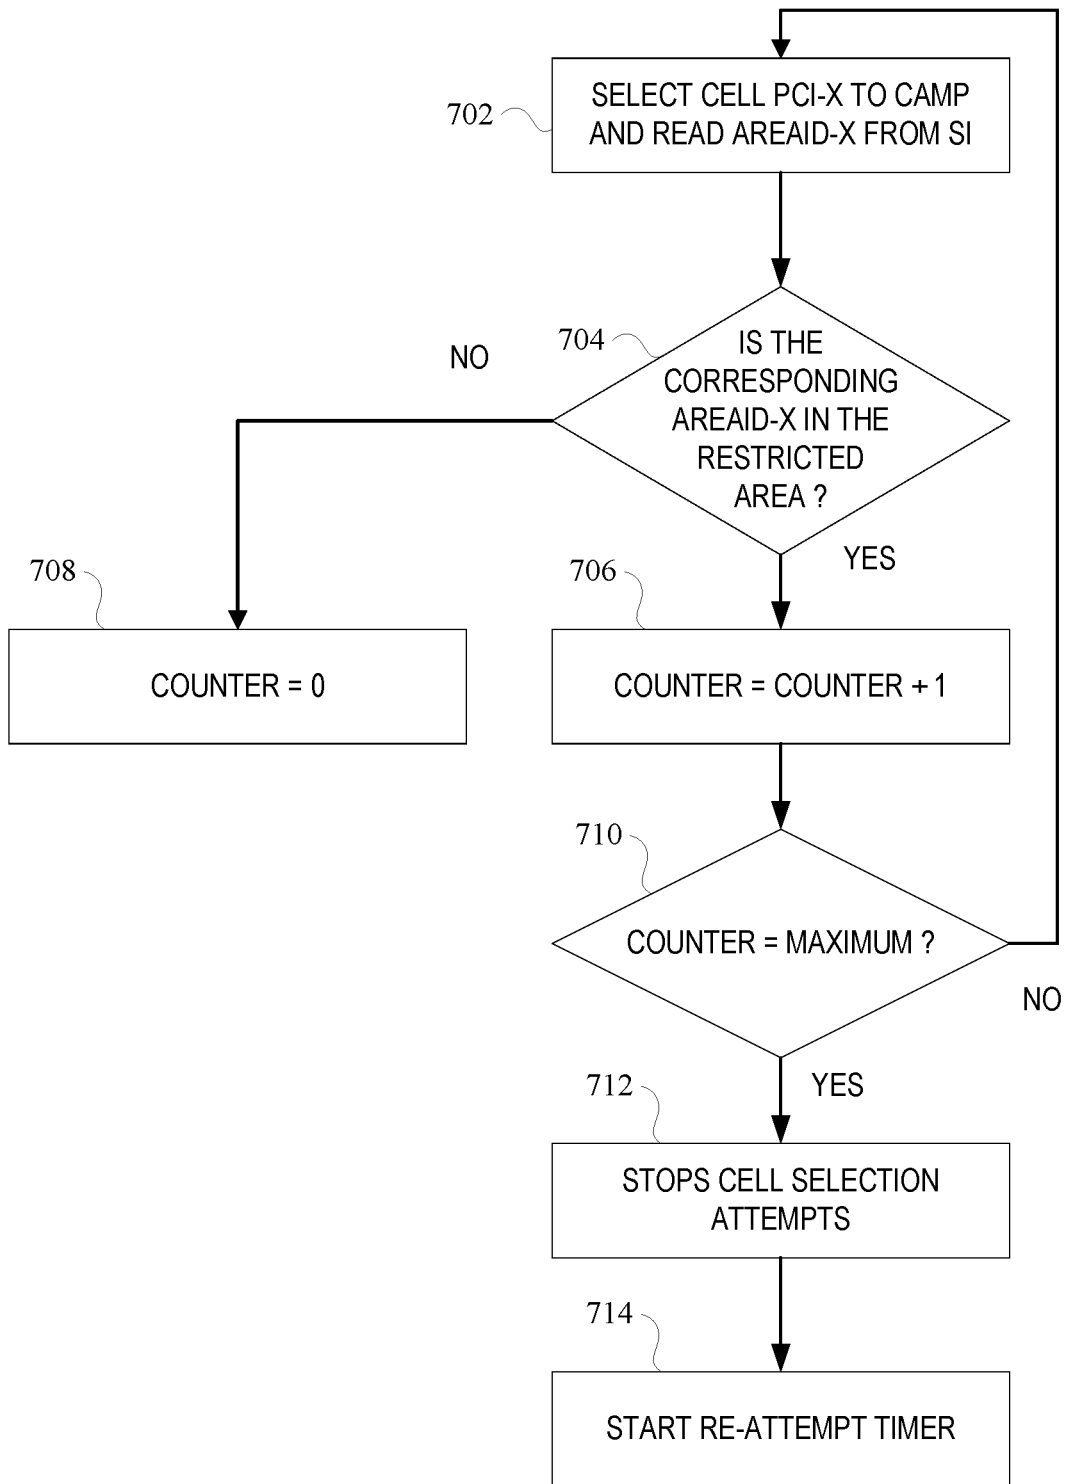 702
SELECT CELL PCI-X TO CAMP
AND READ AREAID-X FROM SI
704
NO
IS THE
CORRESPONDING
AREAID-X IN THE
RESTRICTED
AREA ?
YES
708
706
COUNTER = 0
COUNTER = COUNTER + 1
710
COUNTER = MAXIMUM ?
NO
YES
712
STOPS CELL SELECTION
ATTEMPTS
714
START RE-ATTEMPT TIMER